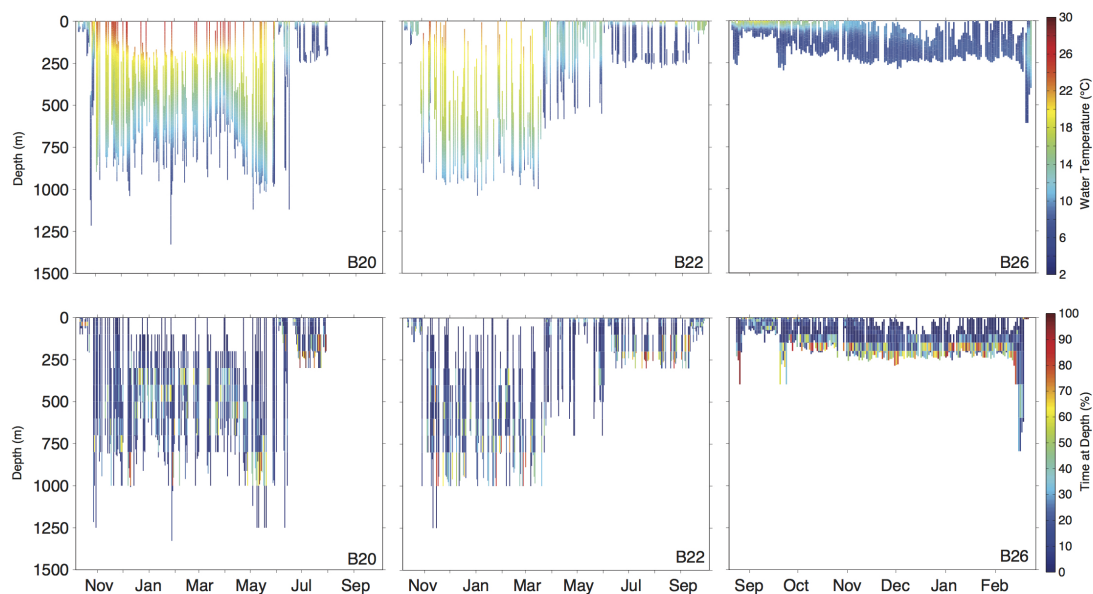 0
250
500
750
1000
1250
1500
Depth (m)
B20
B22
B26
30
26
22
18
14
10
6
2
Water Temperature (°C)
0
250
500
750
1000
1250
1500
Depth (m)
B20
B22
B26
100
90
80
70
60
50
40
30
20
10
0
Time at Depth (%)
Nov Jan Mar May Jul Sep
Nov Jan Mar May Jul Sep
Sep Oct Nov Dec Jan Feb